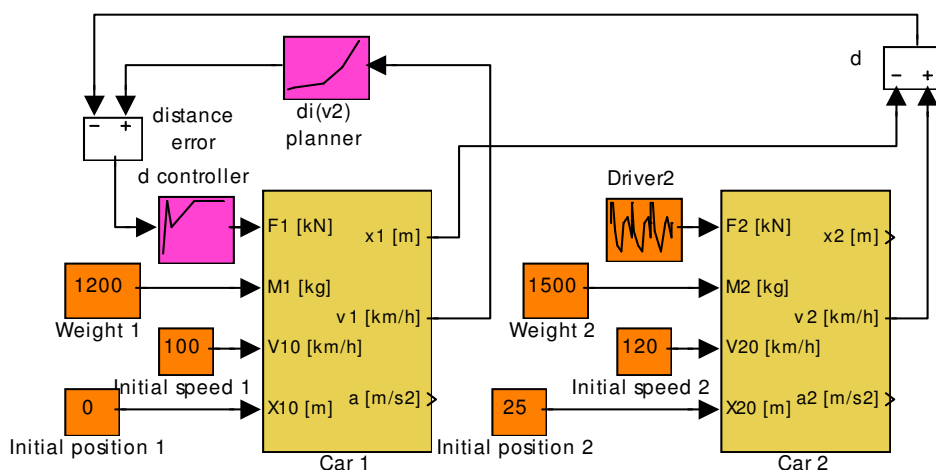 d
− +
− +
distance
error
di(v2)
planner
d controller
Driver2
F1 [kN]
x1 [m]
M1 [kg]
v1 [km/h]
V10 [km/h]
a [m/s2]
X10 [m]
Car 1
1200
Weight 1
100
Initial speed 1
0
Initial position 1
F2 [kN]
x2 [m]
M2 [kg]
v2 [km/h]
V20 [km/h]
a2 [m/s2]
X20 [m]
Car 2
1500
Weight 2
120
Initial speed 2
25
Initial position 2